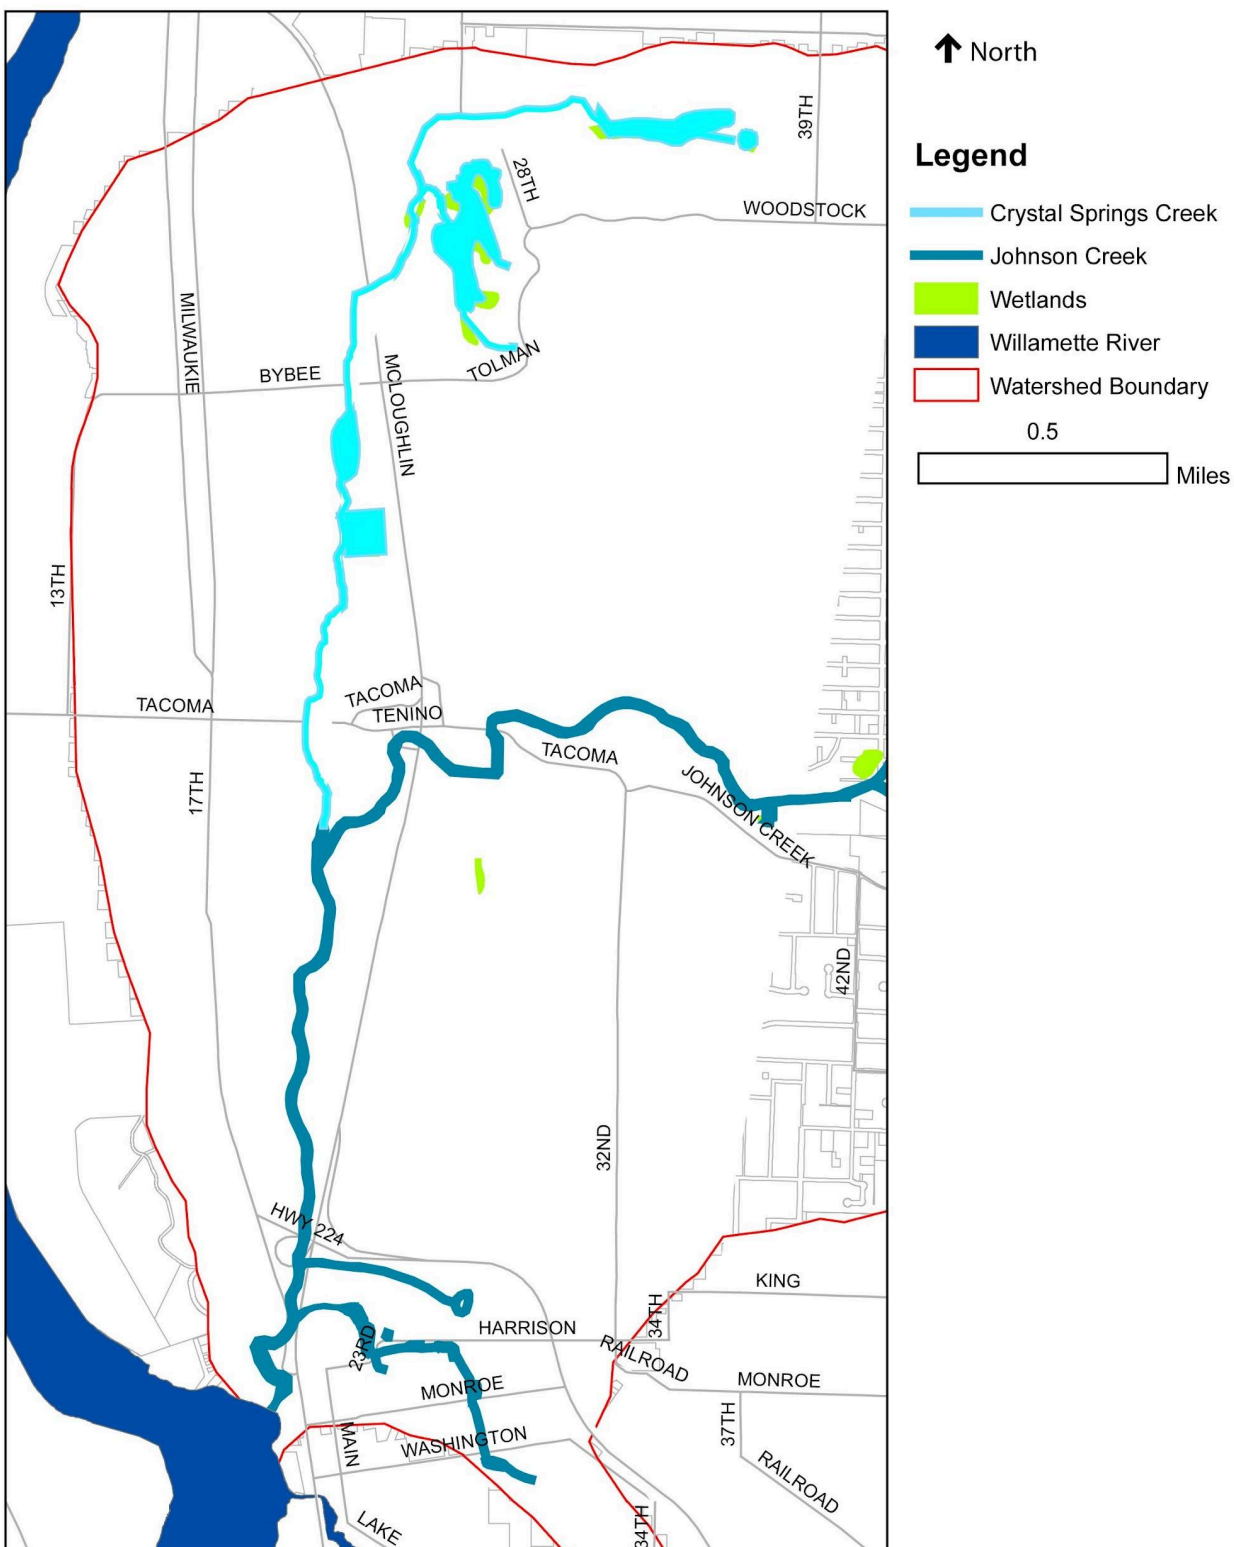 North
39TH
Legend
28TH
WOODSTOCK
Crystal Springs Creek
Johnson Creek
Wetlands
MILWAUKIE
Willamette River
BYBEE
MCLOUGHLIN
TOLMAN
Watershed Boundary
0.5
Miles
13TH
TACOMA
TACOMA
TENINO
TACOMA
17TH
JOHNSON CREEK
42ND
32ND
HWY 224
KING
34TH
23RD
HARRISON
RAILROAD
MONROE
MONROE
37TH
MAIN
WASHINGTON
RAILROAD
LAKE
34TH